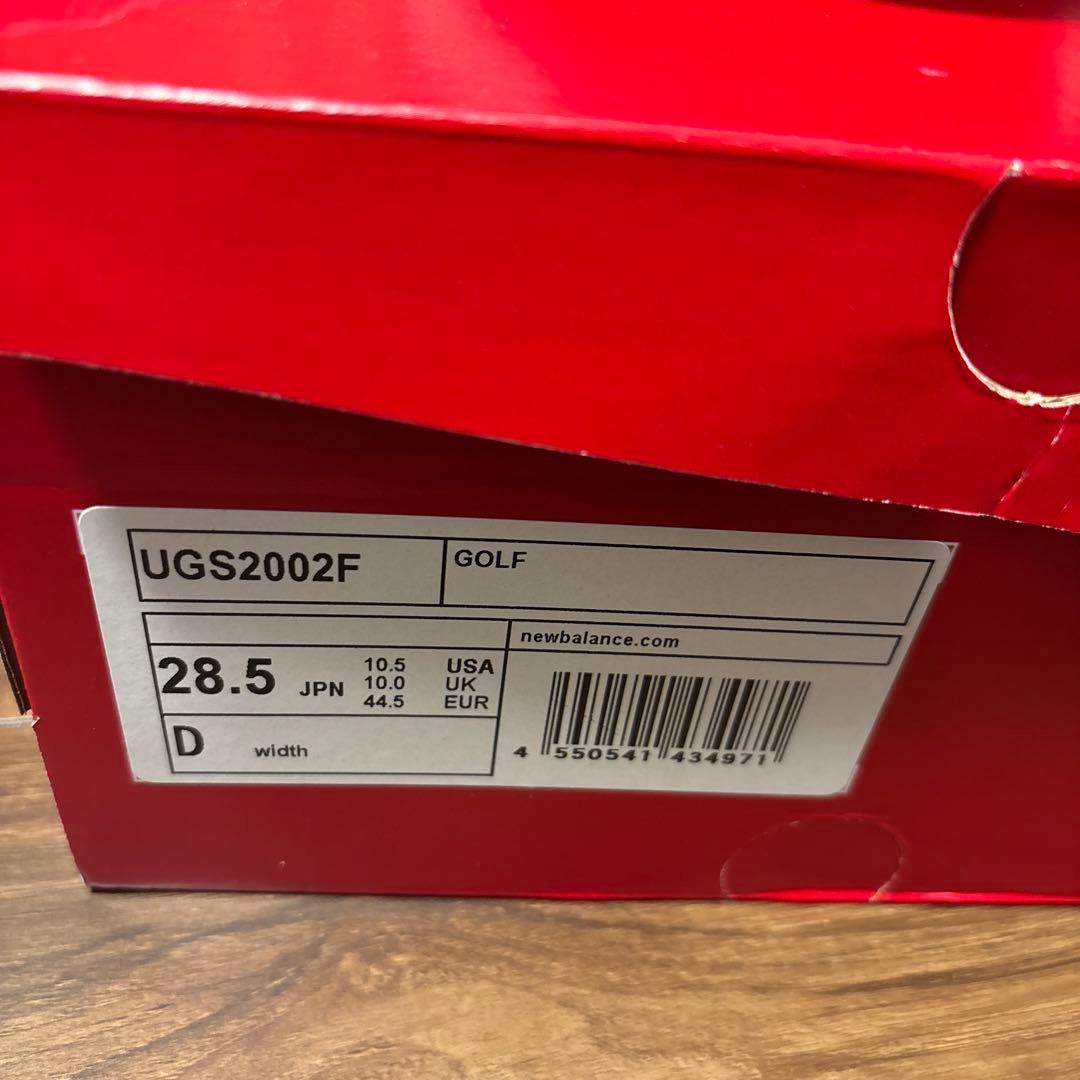 UGS2002F
GOLF
newbalance.com
28.5 JPN
10.5 USA
10.0 UK
44.5 EUR
D width
4 550541 434971